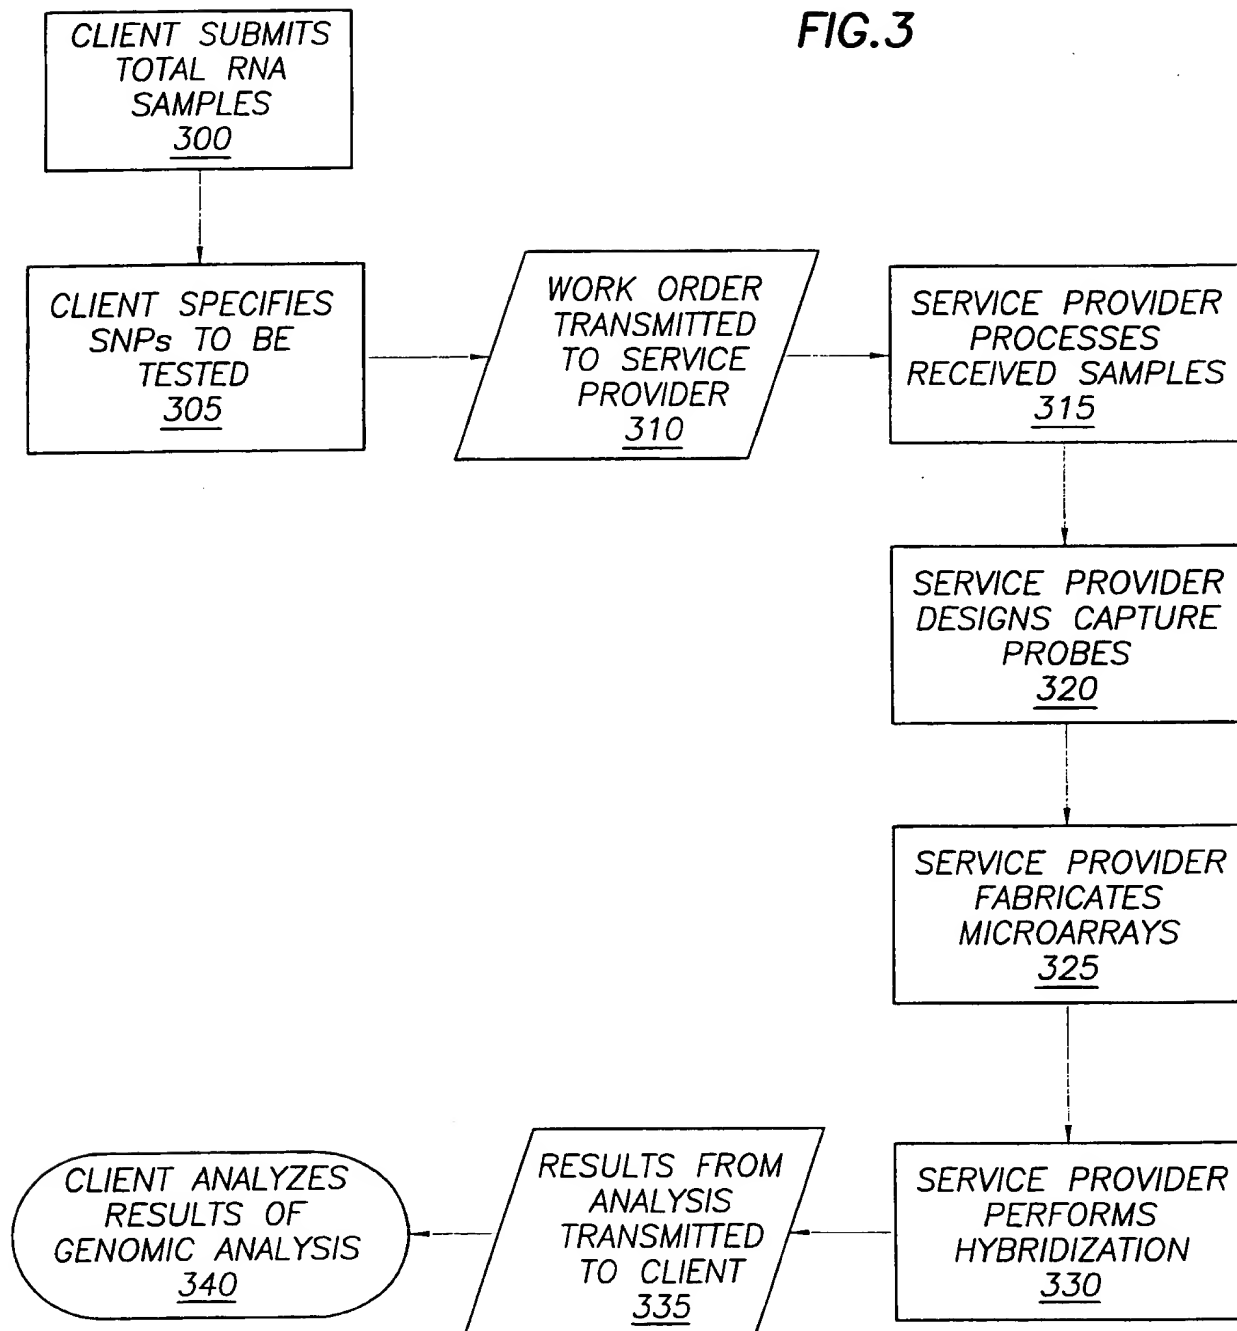 FIG.3
CLIENT SUBMITS
TOTAL RNA
SAMPLES
300
CLIENT SPECIFIES
SNPs TO BE
TESTED
305
WORK ORDER
TRANSMITTED
TO SERVICE
PROVIDER
310
SERVICE PROVIDER
PROCESSES
RECEIVED SAMPLES
315
SERVICE PROVIDER
DESIGNS CAPTURE
PROBES
320
SERVICE PROVIDER
FABRICATES
MICROARRAYS
325
SERVICE PROVIDER
PERFORMS
HYBRIDIZATION
330
RESULTS FROM
ANALYSIS
TRANSMITTED
TO CLIENT
335
CLIENT ANALYZES
RESULTS OF
GENOMIC ANALYSIS
340